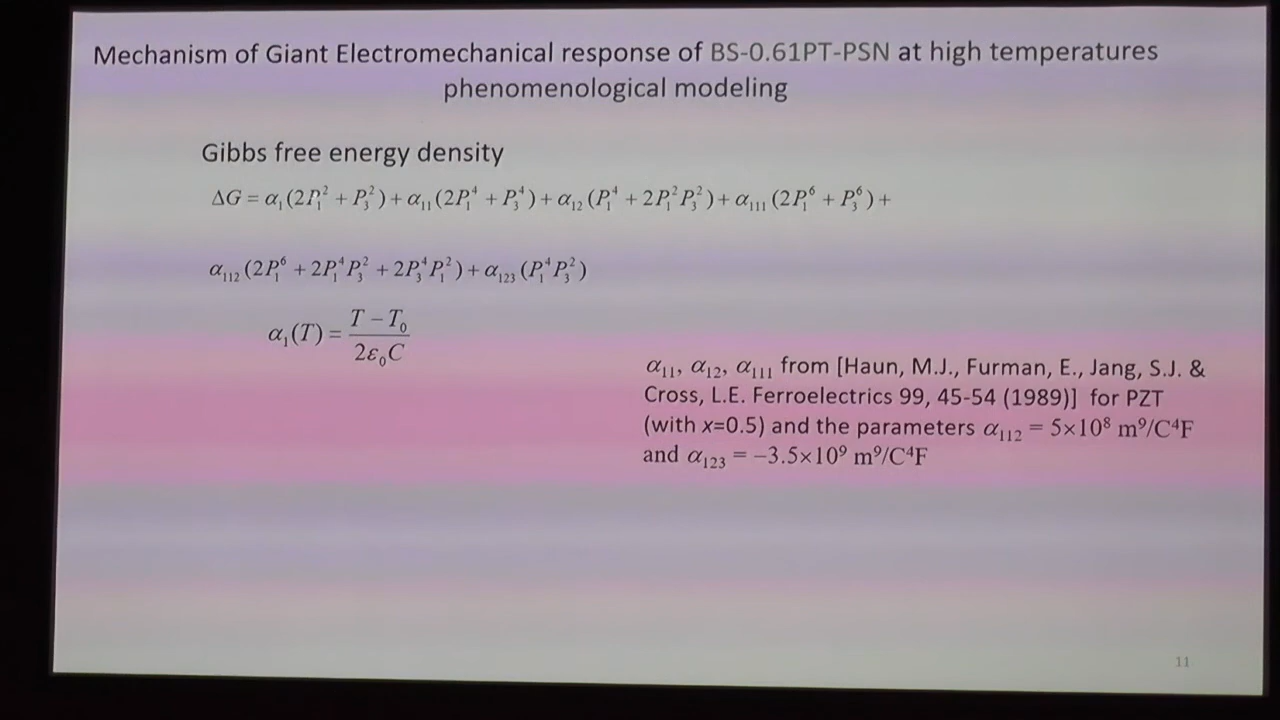 Mechanism of Giant Electromechanical response of BS-0.61PT-PSN at high temperatures
phenomenological modeling
Gibbs free energy density
ΔG = α₁(2P₁² + P₃²) + α₁₁(2P₁⁴ + P₃⁴) + α₁₂(P₁⁴ + 2P₁²P₃²) + α₁₁₁(2P₁⁶ + P₃⁶) +
α₁₁₂(2P₁⁶ + 2P₁⁴P₃² + 2P₃⁴P₁²) + α₁₂₃(P₁⁴P₃²)
α₁(T) = (T − T₀) / (2ε₀C)
α₁₁, α₁₂, α₁₁₁ from [Haun, M.J., Furman, E., Jang, S.J. &
Cross, L.E. Ferroelectrics 99, 45-54 (1989)] for PZT
(with x=0.5) and the parameters α₁₁₂ = 5×10⁸ m⁹/C⁴F
and α₁₂₃ = −3.5×10⁹ m⁹/C⁴F
11